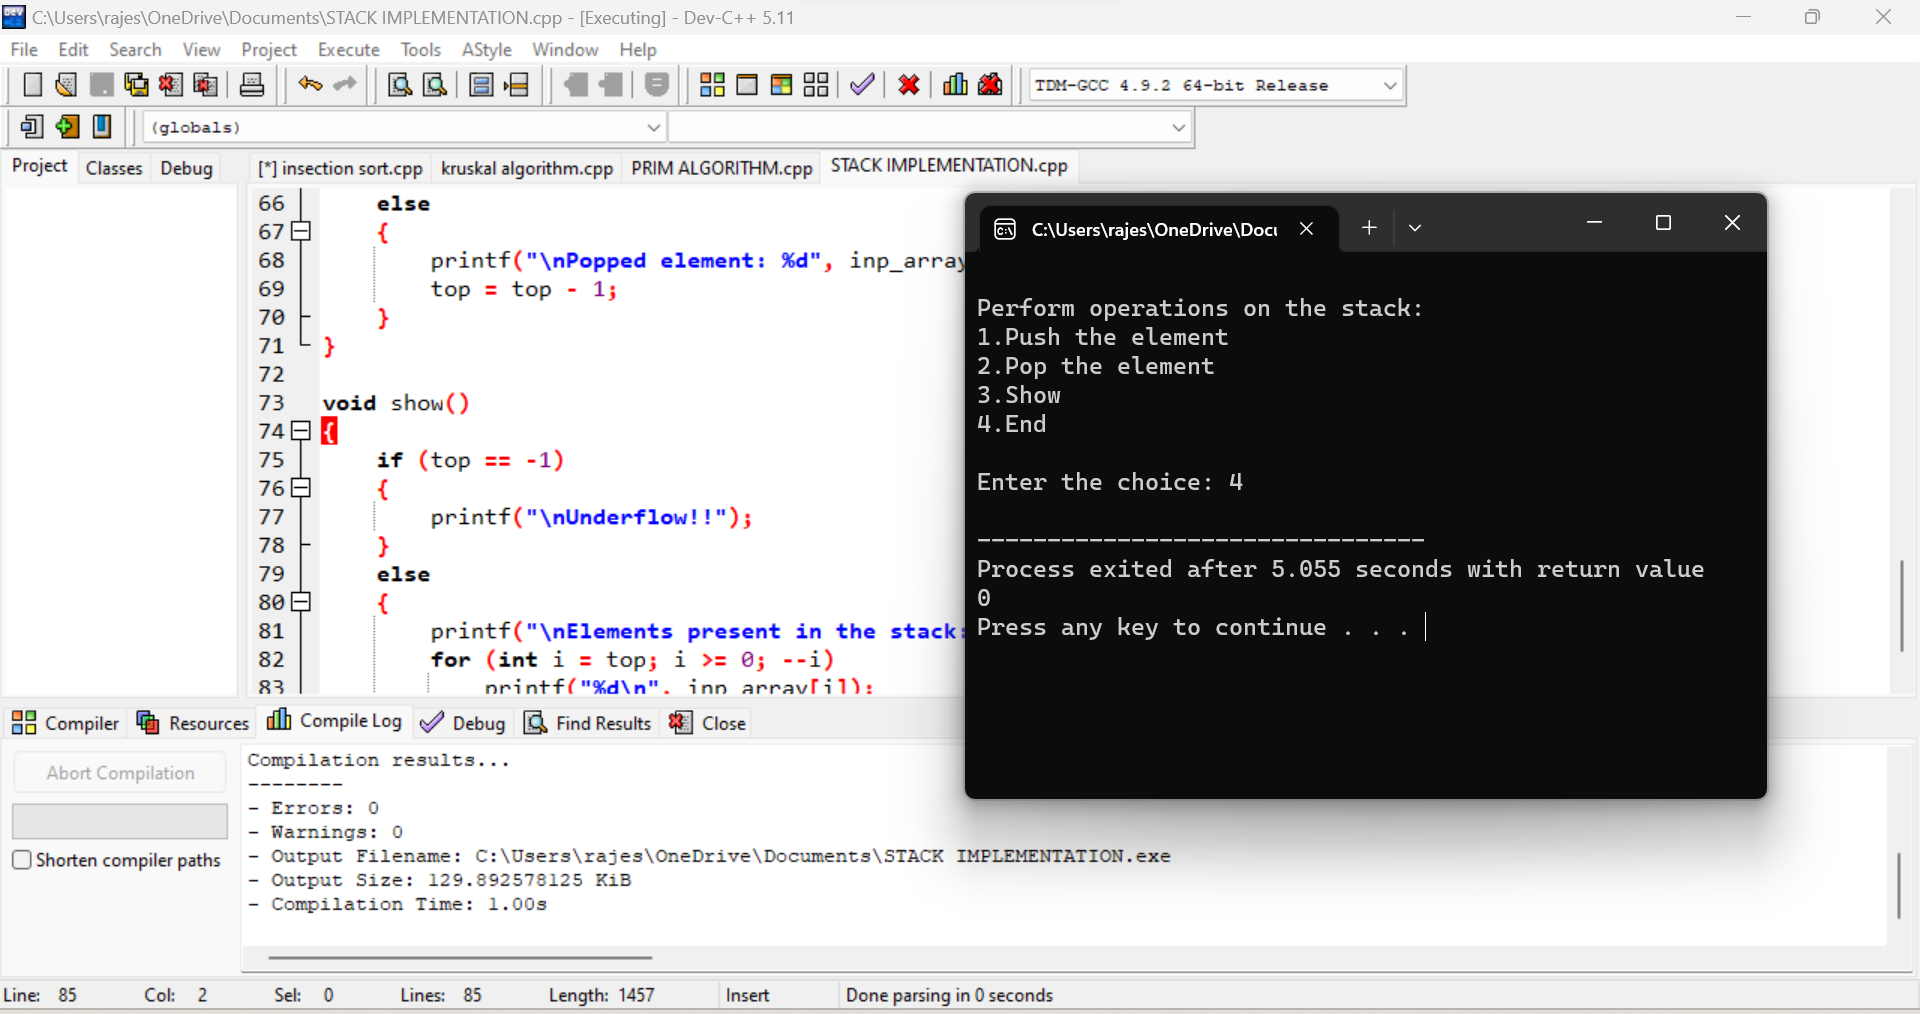 C:\Users\rajes\OneDrive\Documents\STACK IMPLEMENTATION.cpp - [Executing] - Dev-C++ 5.11
File Edit Search View Project Execute Tools AStyle Window Help
TDM-GCC 4.9.2 64-bit Release
(globals)
Project Classes Debug
[*] insection sort.cpp kruskal algorithm.cpp PRIM ALGORITHM.cpp STACK IMPLEMENTATION.cpp
66 else
67 {
68 printf("\nPopped element: %d", inp_array
69 top = top - 1;
70 }
71 }
72
73 void show()
74 {
75 if (top == -1)
76 {
77 printf("\nUnderflow!!");
78 }
79 else
80 {
81 printf("\nElements present in the stack:
82 for (int i = top; i >= 0; --i)
83 printf("%d\n", inp_array[i]);
C:\Users\rajes\OneDrive\Docu
Perform operations on the stack:
1.Push the element
2.Pop the element
3.Show
4.End
Enter the choice: 4
--------------------------------
Process exited after 5.055 seconds with return value
0
Press any key to continue . . .
Compiler Resources Compile Log Debug Find Results Close
Abort Compilation
Shorten compiler paths
Compilation results...
--------
- Errors: 0
- Warnings: 0
- Output Filename: C:\Users\rajes\OneDrive\Documents\STACK IMPLEMENTATION.exe
- Output Size: 129.892578125 KiB
- Compilation Time: 1.00s
Line: 85 Col: 2 Sel: 0 Lines: 85 Length: 1457 Insert Done parsing in 0 seconds